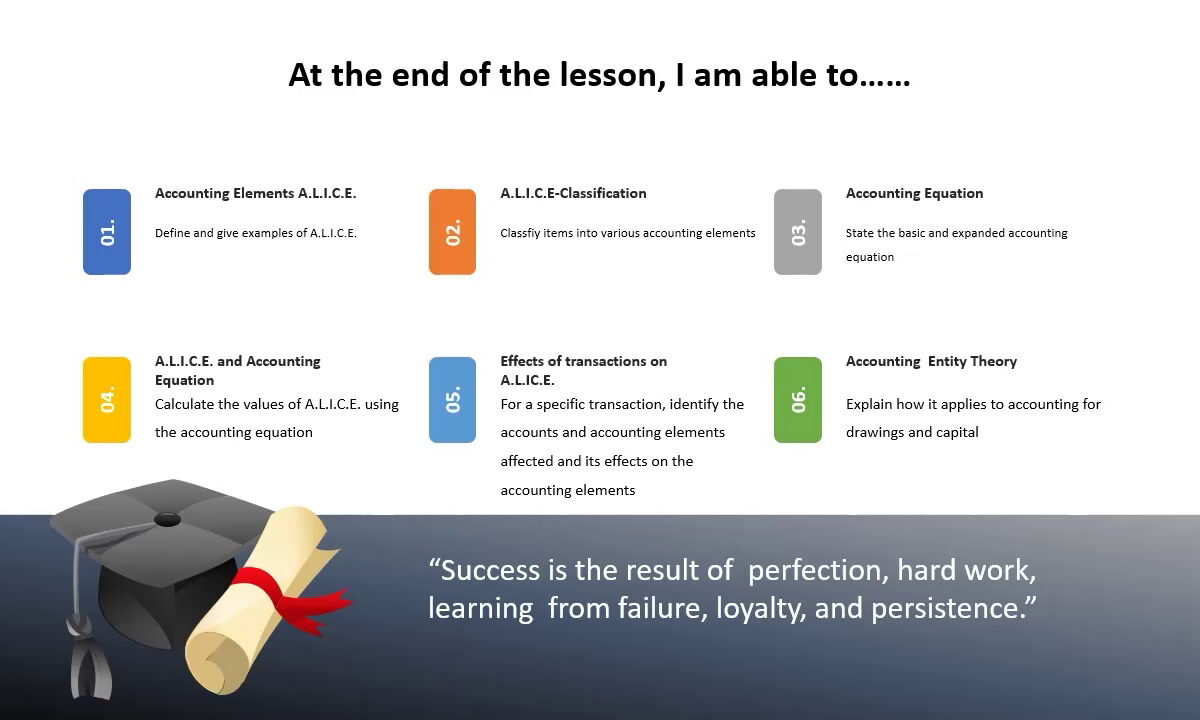 At the end of the lesson, I am able to……
01.
Accounting Elements A.L.I.C.E.
Define and give examples of A.L.I.C.E.
02.
A.L.I.C.E-Classification
Classfiy items into various accounting elements
03.
Accounting Equation
State the basic and expanded accounting
equation
04.
A.L.I.C.E. and Accounting
Equation
Calculate the values of A.L.I.C.E. using
the accounting equation
05.
Effects of transactions on
A.LIC.E.
For a specific transaction, identify the
accounts and accounting elements
affected and its effects on the
accounting elements
06.
Accounting  Entity Theory
Explain how it applies to accounting for
drawings and capital
“Success is the result of  perfection, hard work,
learning  from failure, loyalty, and persistence.”